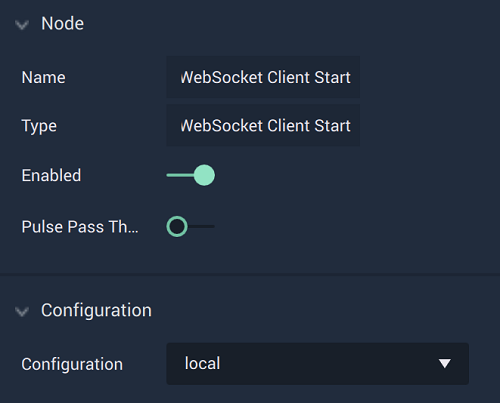 Node
Name WebSocket Client Start
Type WebSocket Client Start
Enabled
Pulse Pass Th...
Configuration
Configuration local